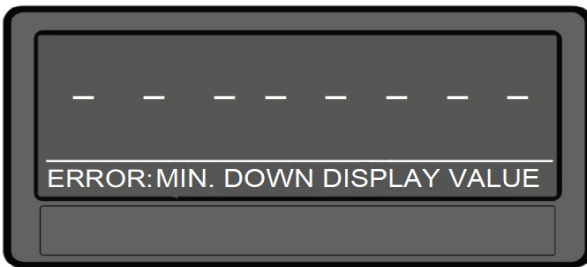 – – – – – – – –
ERROR:MIN. DOWN DISPLAY VALUE